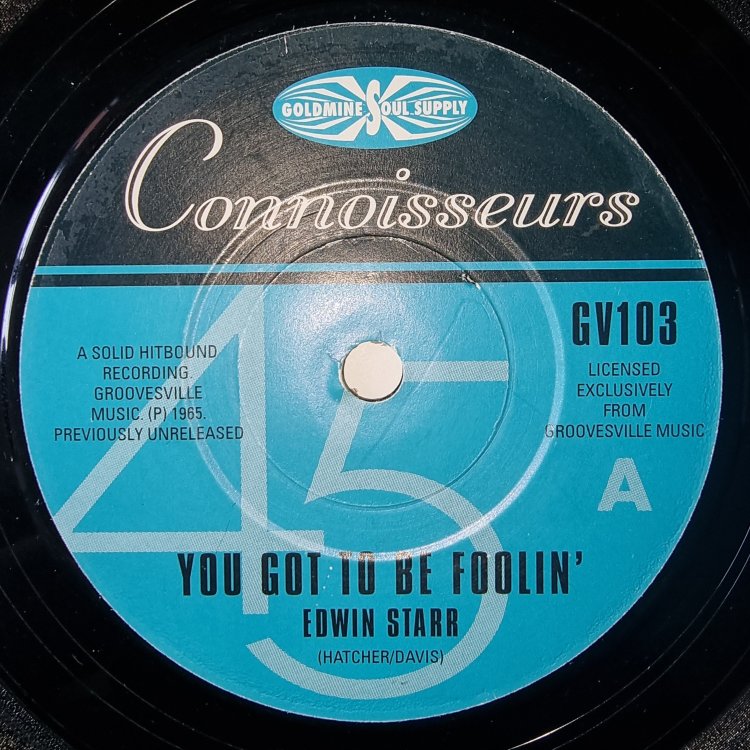 GOLDMINE SOUL SUPPLY
Connoisseurs
GV103
A SOLID HITBOUND
RECORDING.
GROOVESVILLE
MUSIC. (P) 1965.
PREVIOUSLY UNRELEASED
LICENSED
EXCLUSIVELY
FROM
GROOVESVILLE MUSIC
A
45
YOU GOT TO BE FOOLIN'
EDWIN STARR
(HATCHER/DAVIS)